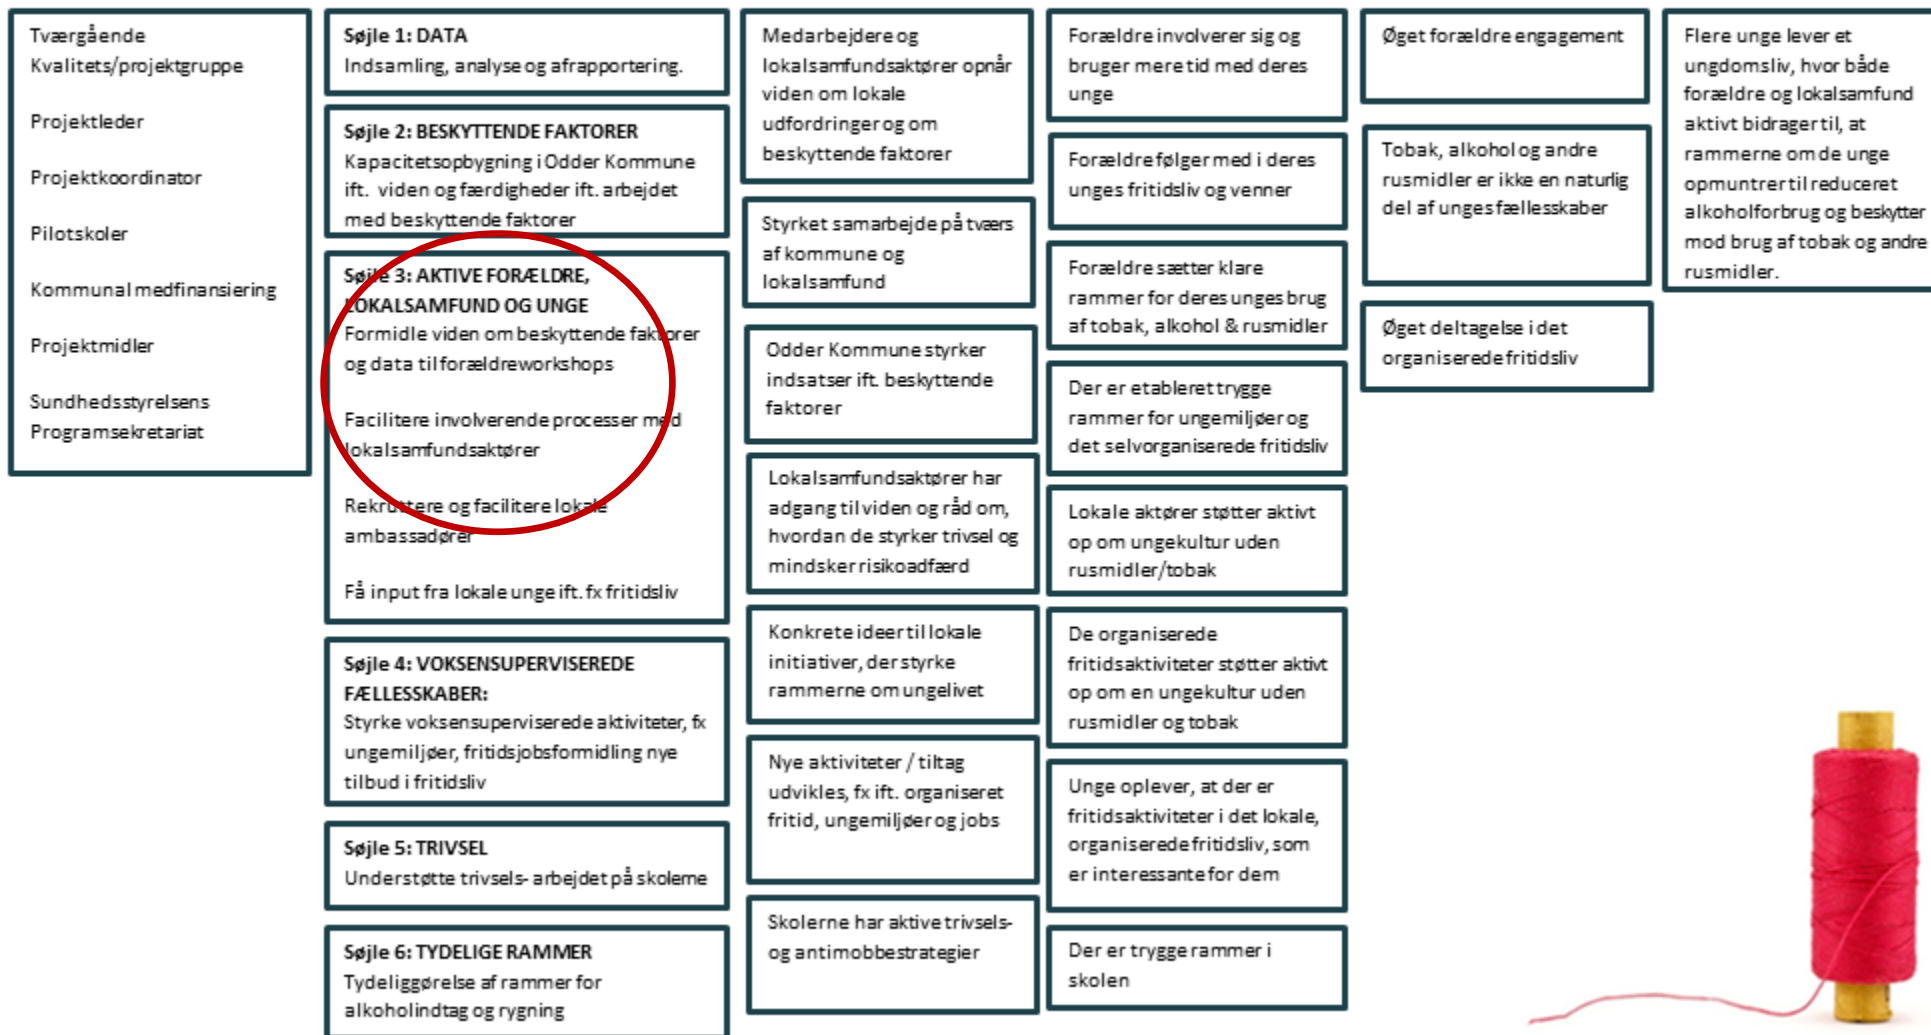 Tværgående
Kvalitets/projektgruppe
Projektleder
Projektkoordinator
Pilotskoler
Kommunal medfinansiering
Projektmidler
Sundhedsstyrelsens
Programsekretariat
Søjle 1: DATA
Indsamling, analyse og afrapportering.
Søjle 2: BESKYTTENDE FAKTORER
Kapacitetsopbygning i Odder Kommune
ift. viden og færdigheder ift. arbejdet
med beskyttende faktorer
Søjle 3: AKTIVE FORÆLDRE,
LOKALSAMFUND OG UNGE
Formidle viden om beskyttende faktorer
og data til forældreworkshops
Facilitere involverende processer med
lokalsamfundsaktører
Rekruttere og facilitere lokale
ambassadører
Få input fra lokale unge ift. fx fritidsliv
Søjle 4: VOKSENSUPERVISEREDE
FÆLLESSKABER:
Styrke voksensuperviserede aktiviteter, fx
ungemiljøer, fritidsjobsformidling nye
tilbud i fritidsliv
Søjle 5: TRIVSEL
Understøtte trivsels- arbejdet på skolerne
Søjle 6: TYDELIGE RAMMER
Tydeliggørelse af rammer for
alkoholindtag og rygning
Medarbejdere og
lokalsamfundsaktører opnår
viden om lokale
udfordringer og om
beskyttende faktorer
Styrket samarbejde på tværs
af kommune og
lokalsamfund
Odder Kommune styrker
indsatser ift. beskyttende
faktorer
Lokalsamfundsaktører har
adgang til viden og råd om,
hvordan de styrker trivsel og
mindsker risikoadfærd
Konkrete ideer til lokale
initiativer, der styrke
rammerne om ungelivet
Nye aktiviteter / tiltag
udvikles, fx ift. organiseret
fritid, ungemiljøer og jobs
Skolerne har aktive trivsels-
og antimobbestrategier
Forældre involverer sig og
bruger mere tid med deres
unge
Forældre følger med i deres
unges fritidsliv og venner
Forældre sætter klare
rammer for deres unges brug
af tobak, alkohol & rusmidler
Der er etableret trygge
rammer for ungemiljøer og
det selvorganiserede fritidsliv
Lokale aktører støtter aktivt
op om ungekultur uden
rusmidler/tobak
De organiserede
fritidsaktiviteter støtter aktivt
op om en ungekultur uden
rusmidler og tobak
Unge oplever, at der er
fritidsaktiviteter i det lokale,
organiserede fritidsliv, som
er interessante for dem
Der er trygge rammer i
skolen
Øget forældre engagement
Tobak, alkohol og andre
rusmidler er ikke en naturlig
del af unges fællesskaber
Øget deltagelse i det
organiserede fritidsliv
Flere unge lever et
ungdomsliv, hvor både
forældre og lokalsamfund
aktivt bidrager til, at
rammerne om de unge
opmuntrer til reduceret
alkoholforbrug og beskytter
mod brug af tobak og andre
rusmidler.